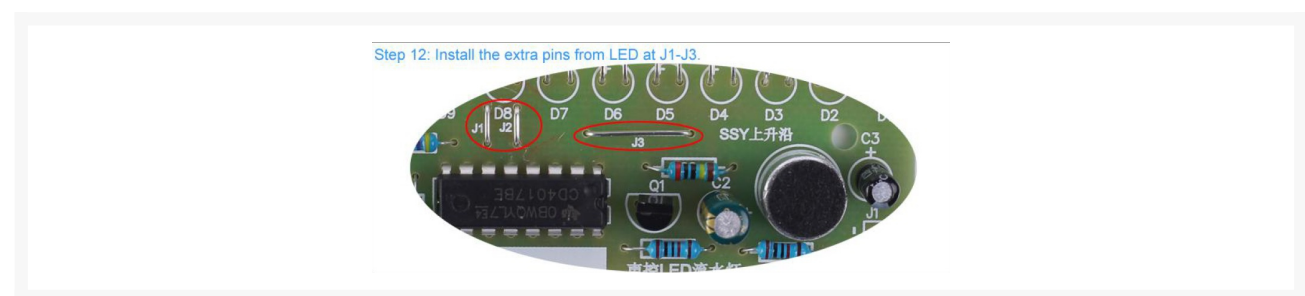 Step 12: Install the extra pins from LED at J1-J3.
D8 D7 D6 D5 D4 D3 D2
J1 J2
J3
SSY上升沿
C3
+
Q1 C2
CD4017BE
0BWQYL7E4
J1